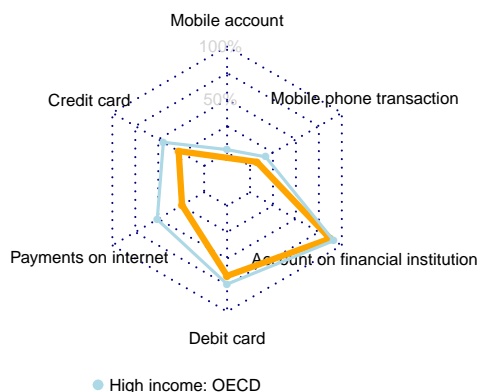 Mobile account
100%
Credit card
50%
Mobile phone transaction
Payments on internet
Account on financial institution
Debit card
High income: OECD